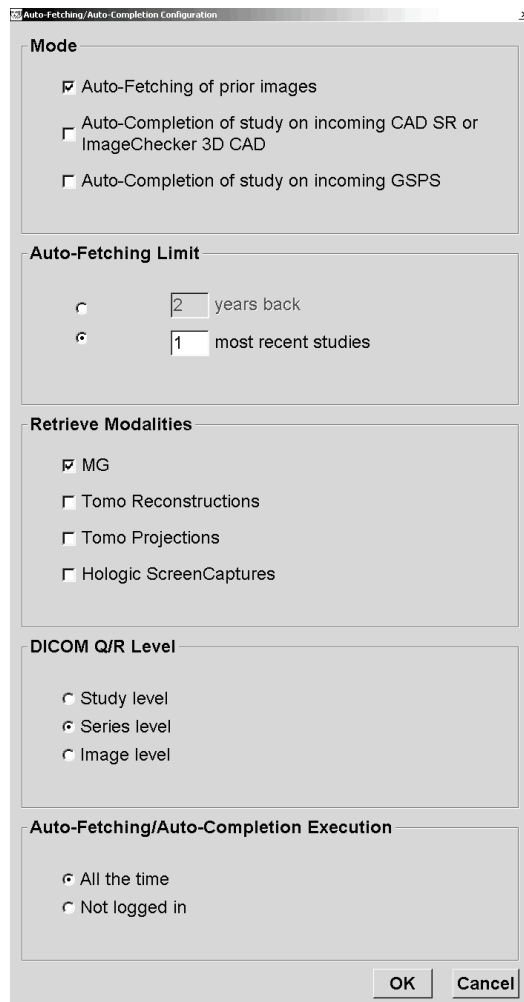 Auto-Fetching/Auto-Completion Configuration
Mode
Auto-Fetching of prior images
Auto-Completion of study on incoming CAD SR or
ImageChecker 3D CAD
Auto-Completion of study on incoming GSPS
Auto-Fetching Limit
2 years back
1 most recent studies
Retrieve Modalities
MG
Tomo Reconstructions
Tomo Projections
Hologic ScreenCaptures
DICOM Q/R Level
Study level
Series level
Image level
Auto-Fetching/Auto-Completion Execution
All the time
Not logged in
OK Cancel